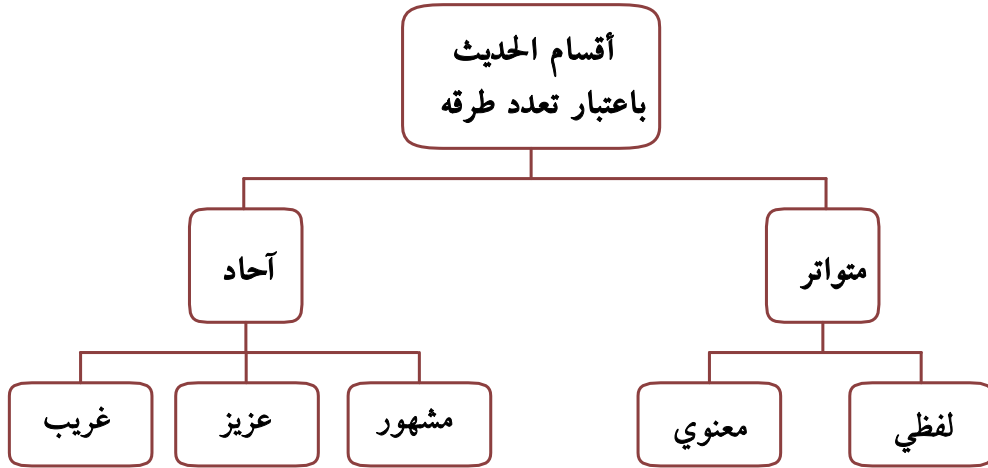 أقسام الحديث
باعتبار تعدد طرقه
متواتر
آحاد
لفظي
معنوي
مشهور
عزيز
غريب